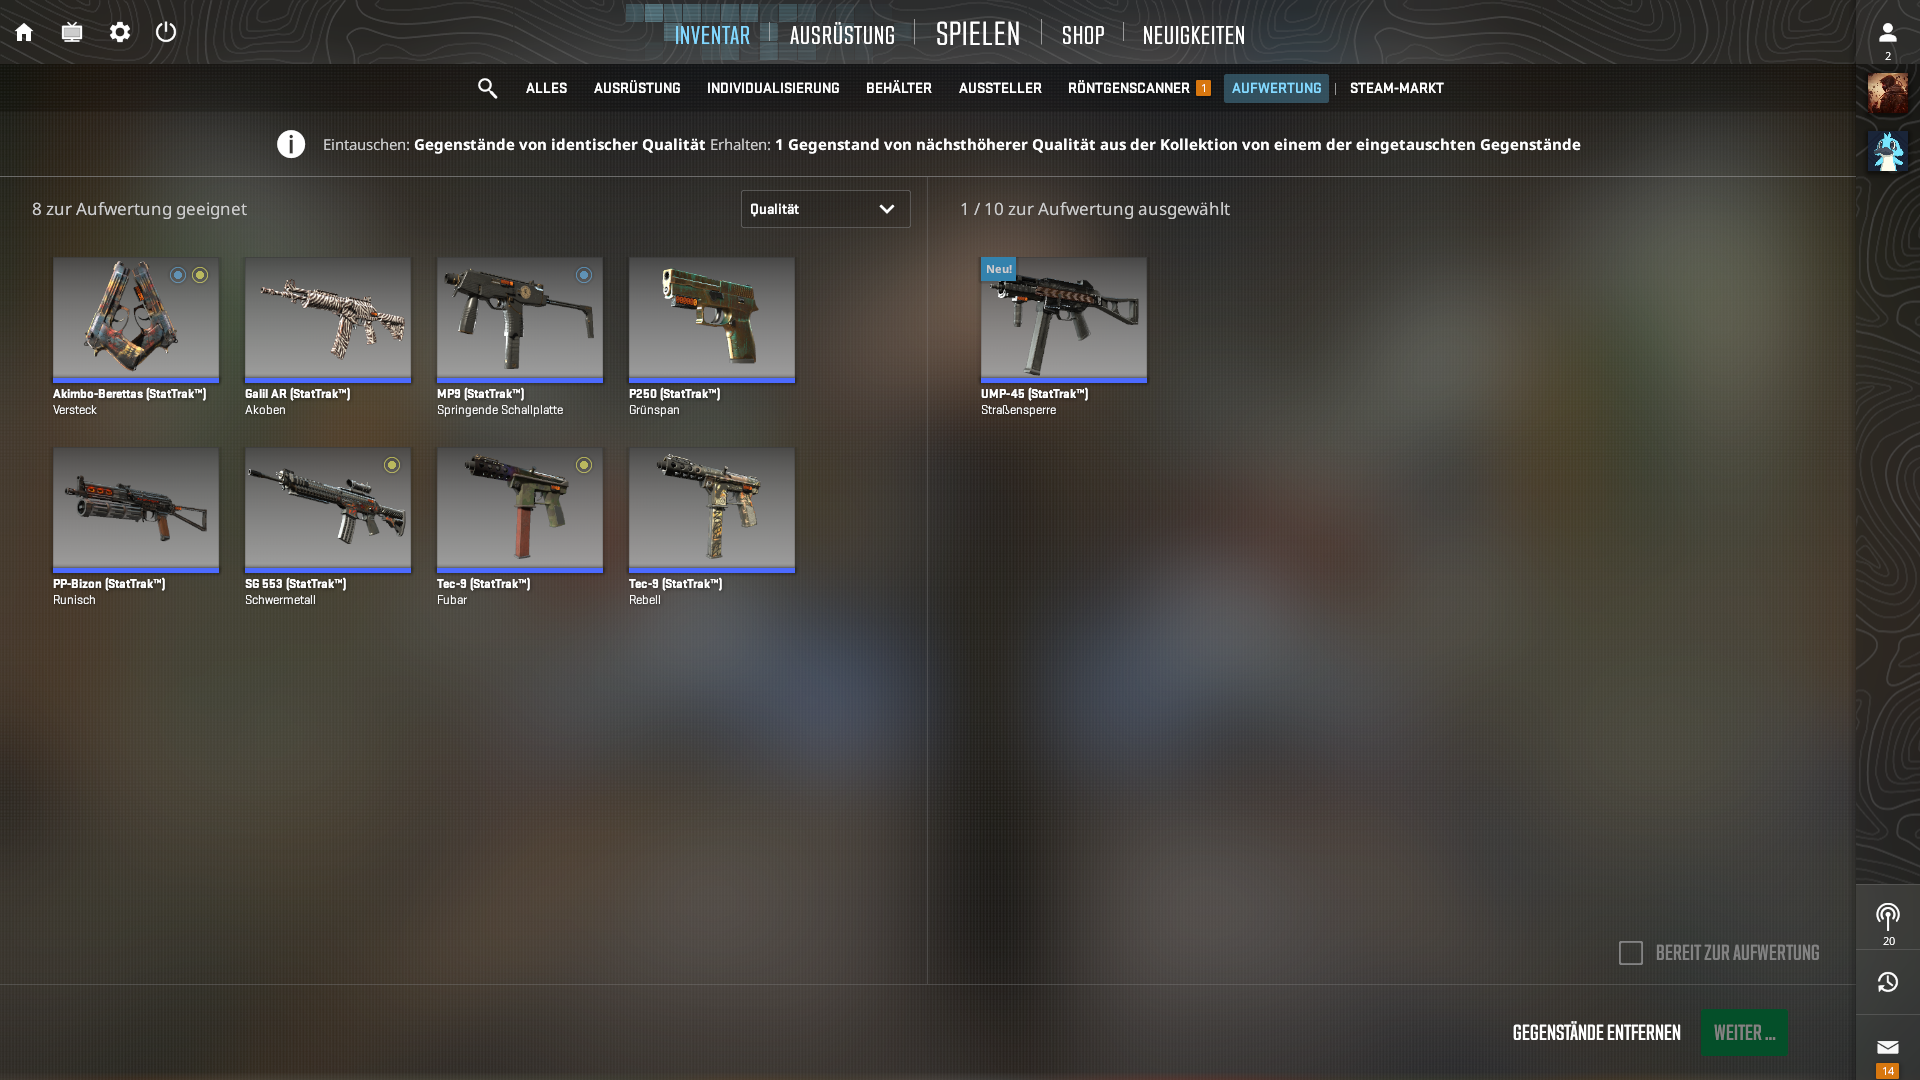 INVENTAR
AUSRÜSTUNG
SPIELEN
SHOP
NEUIGKEITEN
2
ALLES
AUSRÜSTUNG
INDIVIDUALISIERUNG
BEHÄLTER
AUSSTELLER
RÖNTGENSCANNER 1
AUFWERTUNG
STEAM-MARKT
Eintauschen: Gegenstände von identischer Qualität Erhalten: 1 Gegenstand von nächsthöherer Qualität aus der Kollektion von einem der eingetauschten Gegenstände
8 zur Aufwertung geeignet
Qualität
1 / 10 zur Aufwertung ausgewählt
Akimbo-Berettas (StatTrak™)
Versteck
Galil AR (StatTrak™)
Akoben
MP9 (StatTrak™)
Springende Schallplatte
P250 (StatTrak™)
Grünspan
Neu!
UMP-45 (StatTrak™)
Straßensperre
PP-Bizon (StatTrak™)
Runisch
SG 553 (StatTrak™)
Schwermetall
Tec-9 (StatTrak™)
Fubar
Tec-9 (StatTrak™)
Rebell
BEREIT ZUR AUFWERTUNG
20
GEGENSTÄNDE ENTFERNEN
WEITER ...
14